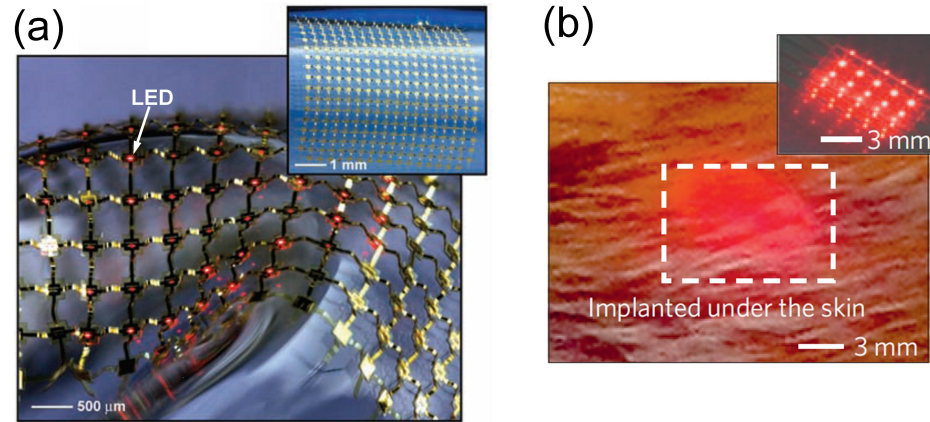 (a)
LED
1 mm
500 μm
(b)
3 mm
Implanted under the skin
3 mm